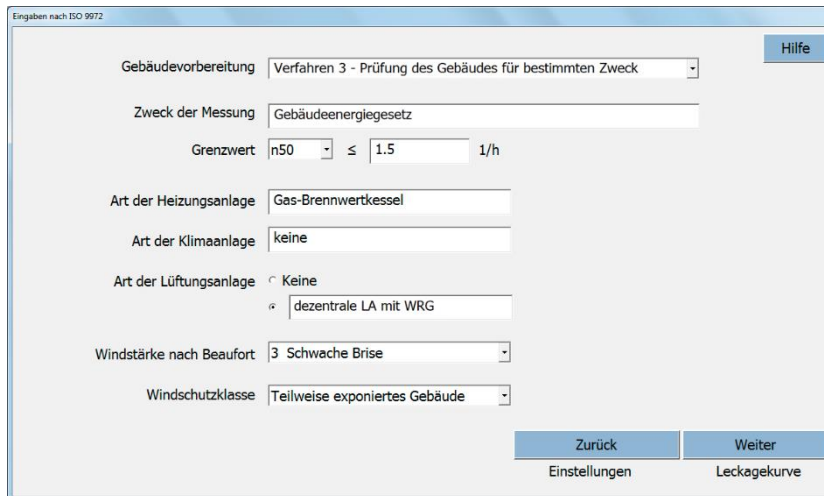 Eingaben nach ISO 9972
Hilfe
Gebäudevorbereitung Verfahren 3 - Prüfung des Gebäudes für bestimmten Zweck
Zweck der Messung Gebäudeenergiegesetz
Grenzwert n50 ≤ 1.5 1/h
Art der Heizungsanlage Gas-Brennwertkessel
Art der Klimaanlage keine
Art der Lüftungsanlage Keine
dezentrale LA mit WRG
Windstärke nach Beaufort 3 Schwache Brise
Windschutzklasse Teilweise exponiertes Gebäude
Zurück Weiter
Einstellungen Leckagekurve